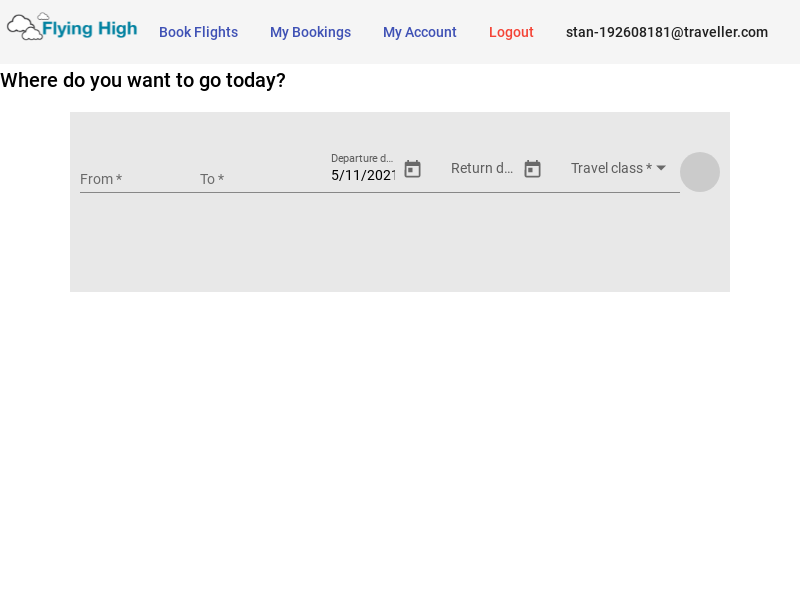 Flying High
Book Flights
My Bookings
My Account
Logout
stan-192608181@traveller.com
Where do you want to go today?
From *
To *
Departure d...
5/11/2021
Return d...
Travel class *